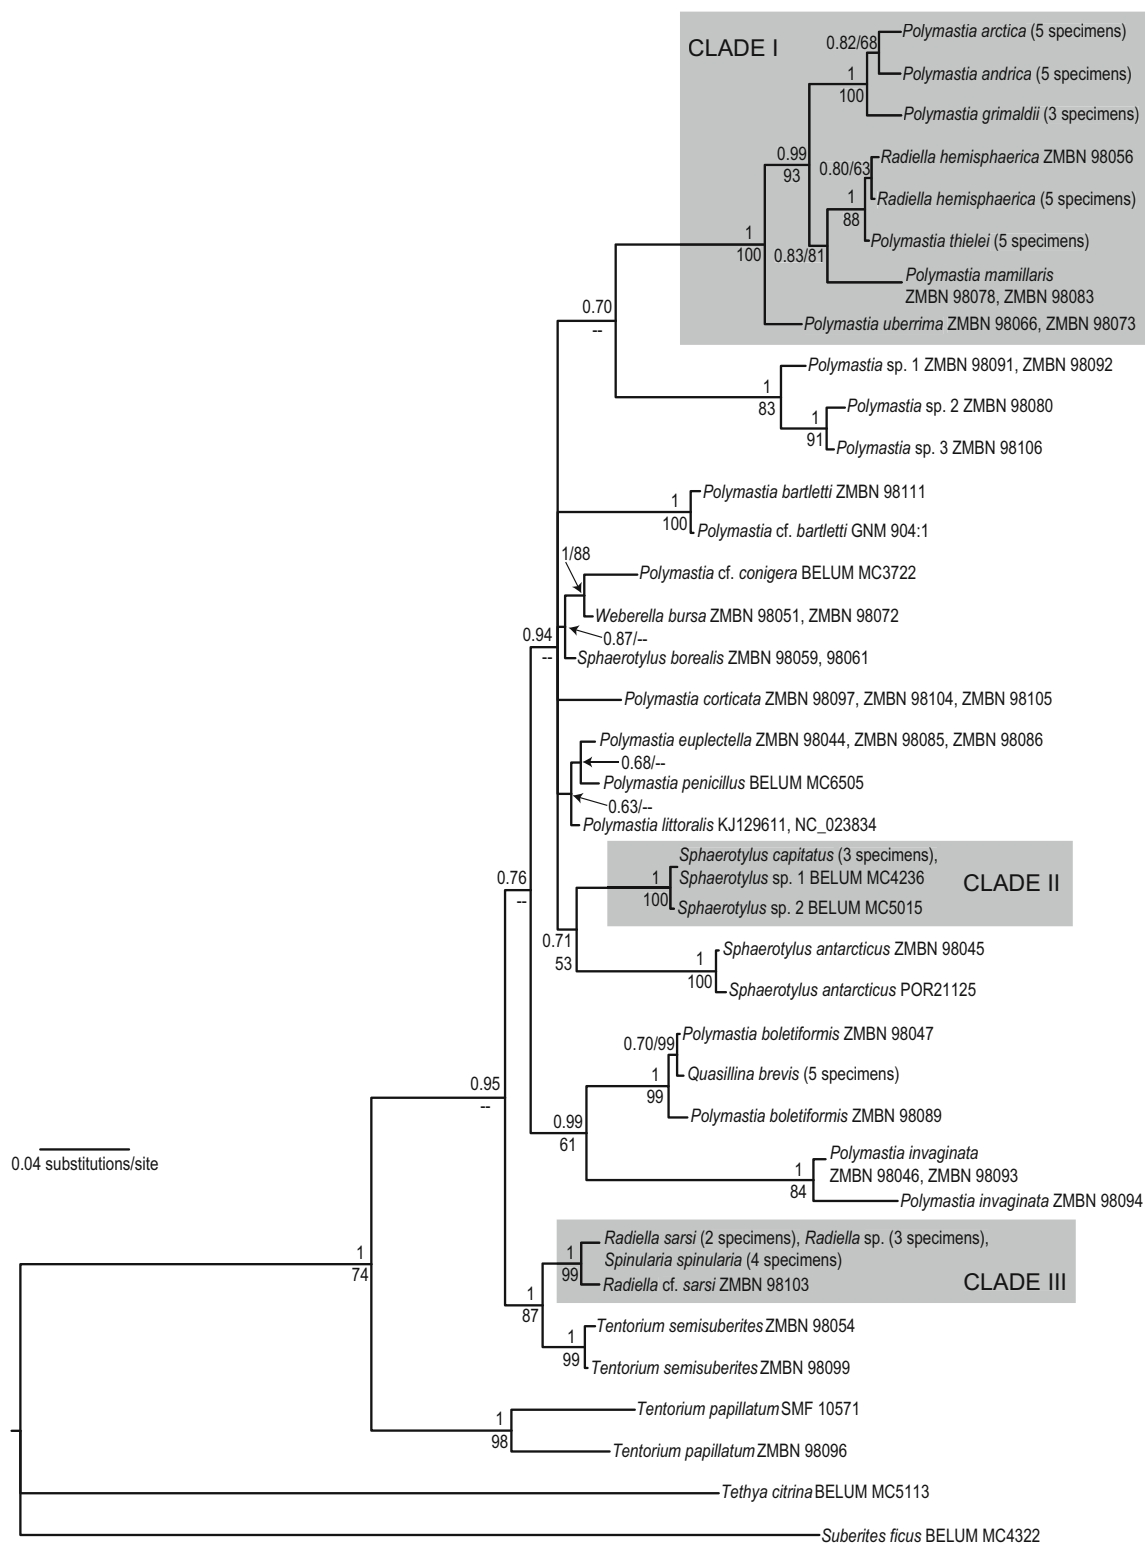 CLADE I
0.82/68
Polymastia arctica (5 specimens)
1
100
Polymastia andrica (5 specimens)
Polymastia grimaldii (3 specimens)
0.99
93
0.80/63
Radiella hemisphaerica ZMBN 98056
1
88
Radiella hemisphaerica (5 specimens)
Polymastia thielei (5 specimens)
1
100
0.83/81
Polymastia mamillaris
ZMBN 98078, ZMBN 98083
Polymastia uberrima ZMBN 98066, ZMBN 98073
0.70
--
Polymastia sp. 1 ZMBN 98091, ZMBN 98092
1
83
Polymastia sp. 2 ZMBN 98080
1
91
Polymastia sp. 3 ZMBN 98106
Polymastia bartletti ZMBN 98111
1
100
Polymastia cf. bartletti GNM 904:1
1/88
Polymastia cf. conigera BELUM MC3722
Weberella bursa ZMBN 98051, ZMBN 98072
0.94
--
0.87/--
Sphaerotylus borealis ZMBN 98059, 98061
Polymastia corticata ZMBN 98097, ZMBN 98104, ZMBN 98105
Polymastia euplectella ZMBN 98044, ZMBN 98085, ZMBN 98086
0.68/--
Polymastia penicillus BELUM MC6505
0.63/--
Polymastia littoralis KJ129611, NC_023834
Sphaerotylus capitatus (3 specimens),
Sphaerotylus sp. 1 BELUM MC4236
1
100
CLADE II
Sphaerotylus sp. 2 BELUM MC5015
0.76
--
0.71
53
Sphaerotylus antarcticus ZMBN 98045
1
100
Sphaerotylus antarcticus POR21125
Polymastia boletiformis ZMBN 98047
0.70/99
Quasillina brevis (5 specimens)
1
99
Polymastia boletiformis ZMBN 98089
0.95
--
0.99
61
0.04 substitutions/site
Polymastia invaginata
ZMBN 98046, ZMBN 98093
1
84
Polymastia invaginata ZMBN 98094
Radiella sarsi (2 specimens), Radiella sp. (3 specimens),
Spinularia spinularia (4 specimens)
1
99
Radiella cf. sarsi ZMBN 98103
CLADE III
1
74
1
87
Tentorium semisuberites ZMBN 98054
1
99
Tentorium semisuberites ZMBN 98099
Tentorium papillatum SMF 10571
1
98
Tentorium papillatum ZMBN 98096
Tethya citrina BELUM MC5113
Suberites ficus BELUM MC4322